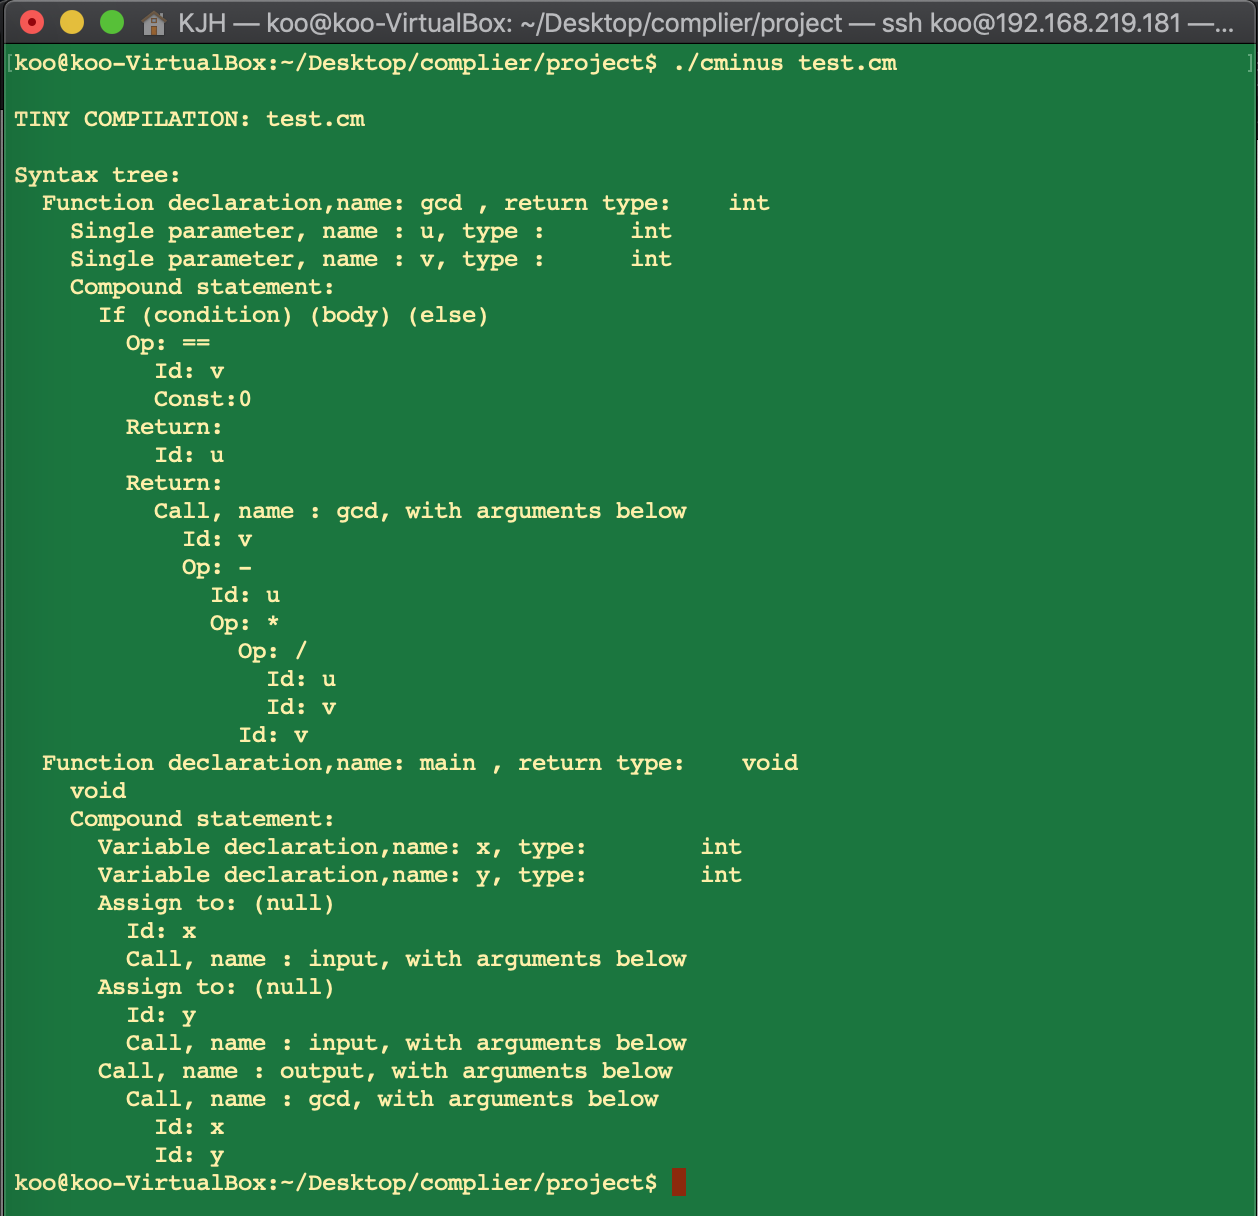 KJH — koo@koo-VirtualBox: ~/Desktop/complier/project — ssh koo@192.168.219.181 —...
[koo@koo-VirtualBox:~/Desktop/complier/project$ ./cminus test.cm ]
TINY COMPILATION: test.cm
Syntax tree:
  Function declaration,name: gcd , return type:    int
    Single parameter, name : u, type :      int
    Single parameter, name : v, type :      int
    Compound statement:
      If (condition) (body) (else)
        Op: ==
          Id: v
          Const:0
        Return:
          Id: u
        Return:
          Call, name : gcd, with arguments below
            Id: v
            Op: -
              Id: u
              Op: *
                Op: /
                  Id: u
                  Id: v
                Id: v
  Function declaration,name: main , return type:    void
    void
    Compound statement:
      Variable declaration,name: x, type:        int
      Variable declaration,name: y, type:        int
      Assign to: (null)
        Id: x
        Call, name : input, with arguments below
      Assign to: (null)
        Id: y
        Call, name : input, with arguments below
      Call, name : output, with arguments below
        Call, name : gcd, with arguments below
          Id: x
          Id: y
koo@koo-VirtualBox:~/Desktop/complier/project$